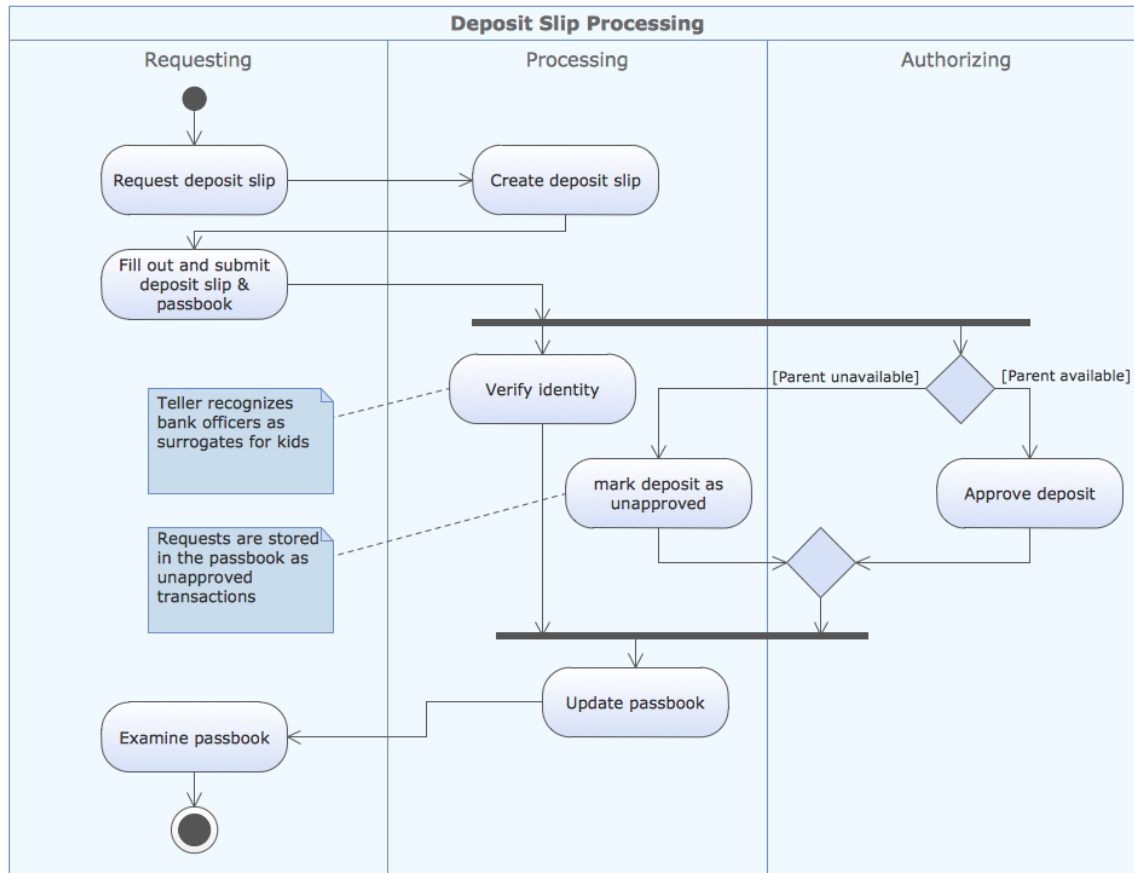 Deposit Slip Processing
Requesting
Processing
Authorizing
Request deposit slip
Create deposit slip
Fill out and submit
deposit slip &
passbook
[Parent unavailable]
[Parent available]
Verify identity
Teller recognizes
bank officers as
surrogates for kids
mark deposit as
unapproved
Approve deposit
Requests are stored
in the passbook as
unapproved
transactions
Update passbook
Examine passbook